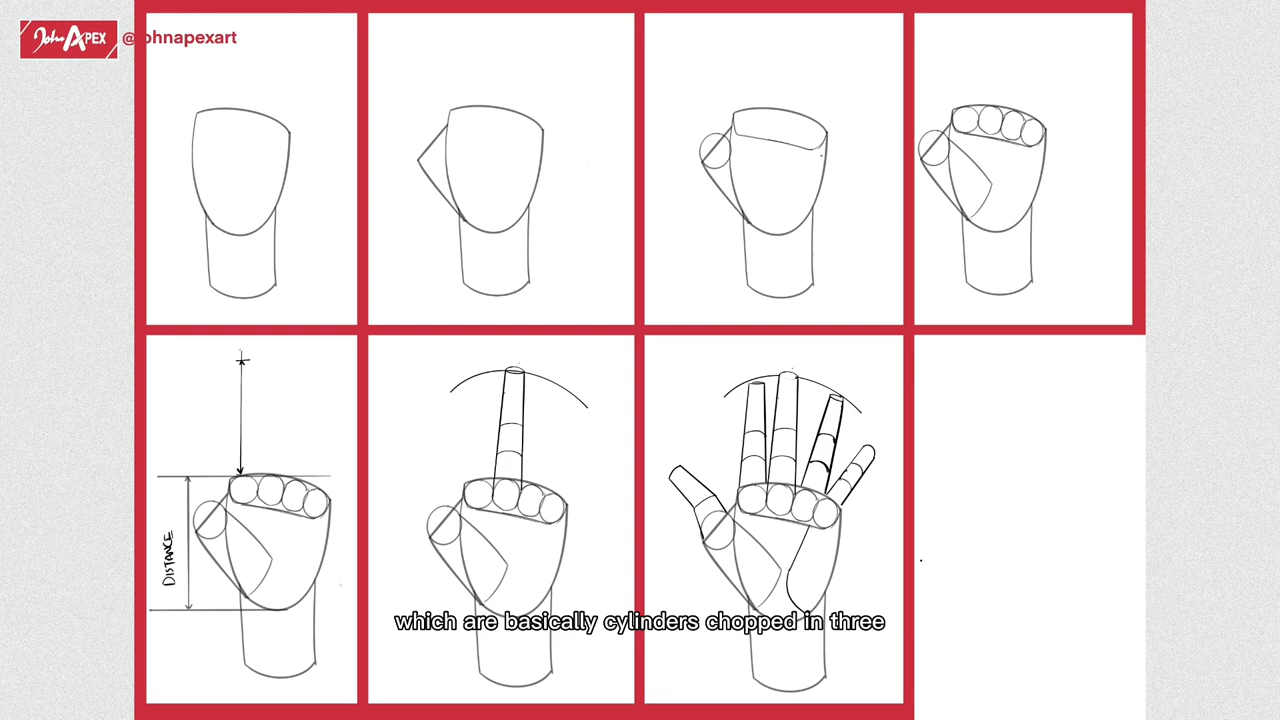 John APEX
@johnapexart
DISTANCE
which are basically cylinders chopped in three